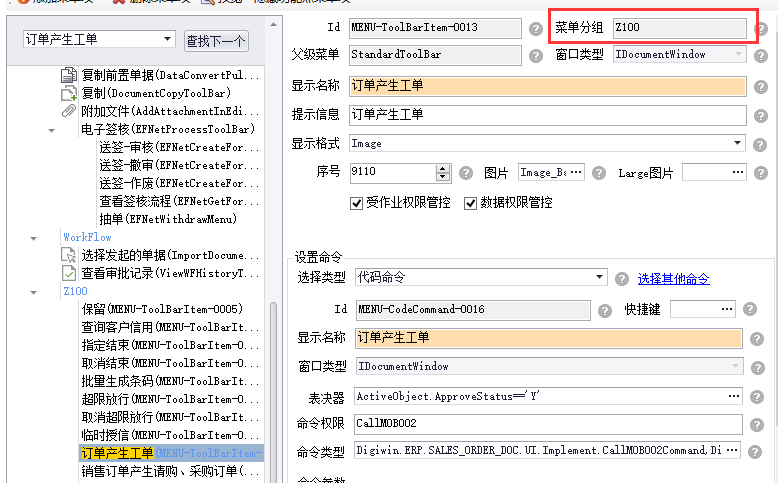 订单产生工单
查找下一个
复制前置单据(DataConvertPul...
复制(DocumentCopyToolBar)
附加文件(AddAttachmentInEdi...
电子签核(EFNetProcessToolBar)
送签-审核(EFNetCreateFor...
送签-撤审(EFNetCreateFor...
送签-作废(EFNetCreateFor...
查看签核流程(EFNetGetFor...
抽单(EFNetWithdrawMenu)
WorkFlow
选择发起的单据(ImportDocume...
查看审批记录(ViewWFHistoryT...
Z100
保留(MENU-ToolBarItem-0005)
查询客户信用(MENU-ToolBarIt...
指定结束(MENU-ToolBarItem-0...
取消结束(MENU-ToolBarItem-0...
批量生成条码(MENU-ToolBarIt...
超限放行(MENU-ToolBarItem-0...
取消超限放行(MENU-ToolBarIt...
临时授信(MENU-ToolBarItem-0...
订单产生工单(MENU-ToolBarItem-
销售订单产生请购、采购订单(...
Id MENU-ToolBarItem-0013 菜单分组 Z100
父级菜单 StandardToolBar 窗口类型 IDocumentWindow
显示名称 订单产生工单
提示信息 订单产生工单
显示格式 Image
序号 9110 图片 Image_Ba... Large图片 ...
受作业权限管控 数据权限管控
设置命令
选择类型 代码命令 选择其他命令
Id MENU-CodeCommand-0016 快捷键 ...
显示名称 订单产生工单
窗口类型 IDocumentWindow
表决器 ActiveObject.ApproveStatus=='Y' ...
命令权限 CallMOB002
命令类型 Digiwin.ERP.SALES_ORDER_DOC.UI.Implement.CallMOB002Command,Di...